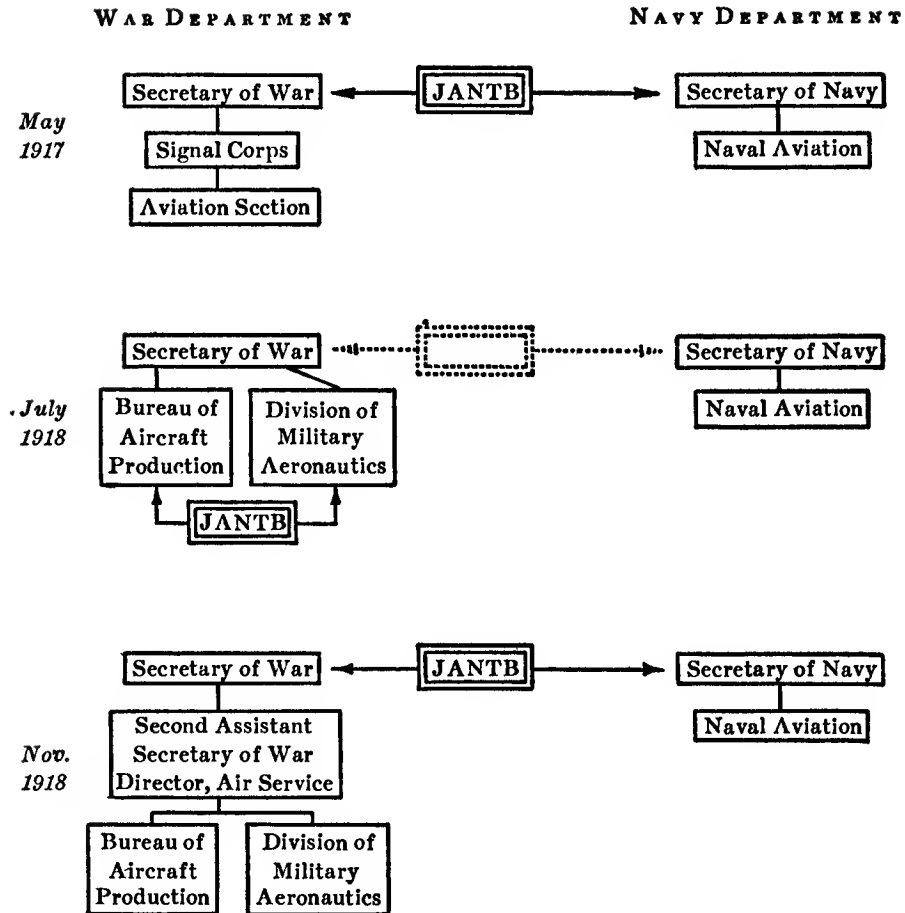 WAR DEPARTMENT
NAVY DEPARTMENT
May
1917
Secretary of War
JANTB
Secretary of Navy
Signal Corps
Naval Aviation
Aviation Section
July
1918
Secretary of War
Secretary of Navy
Bureau of
Aircraft
Production
Division of
Military
Aeronautics
Naval Aviation
JANTB
Nov.
1918
Secretary of War
JANTB
Secretary of Navy
Second Assistant
Secretary of War
Director, Air Service
Naval Aviation
Bureau of
Aircraft
Production
Division of
Military
Aeronautics